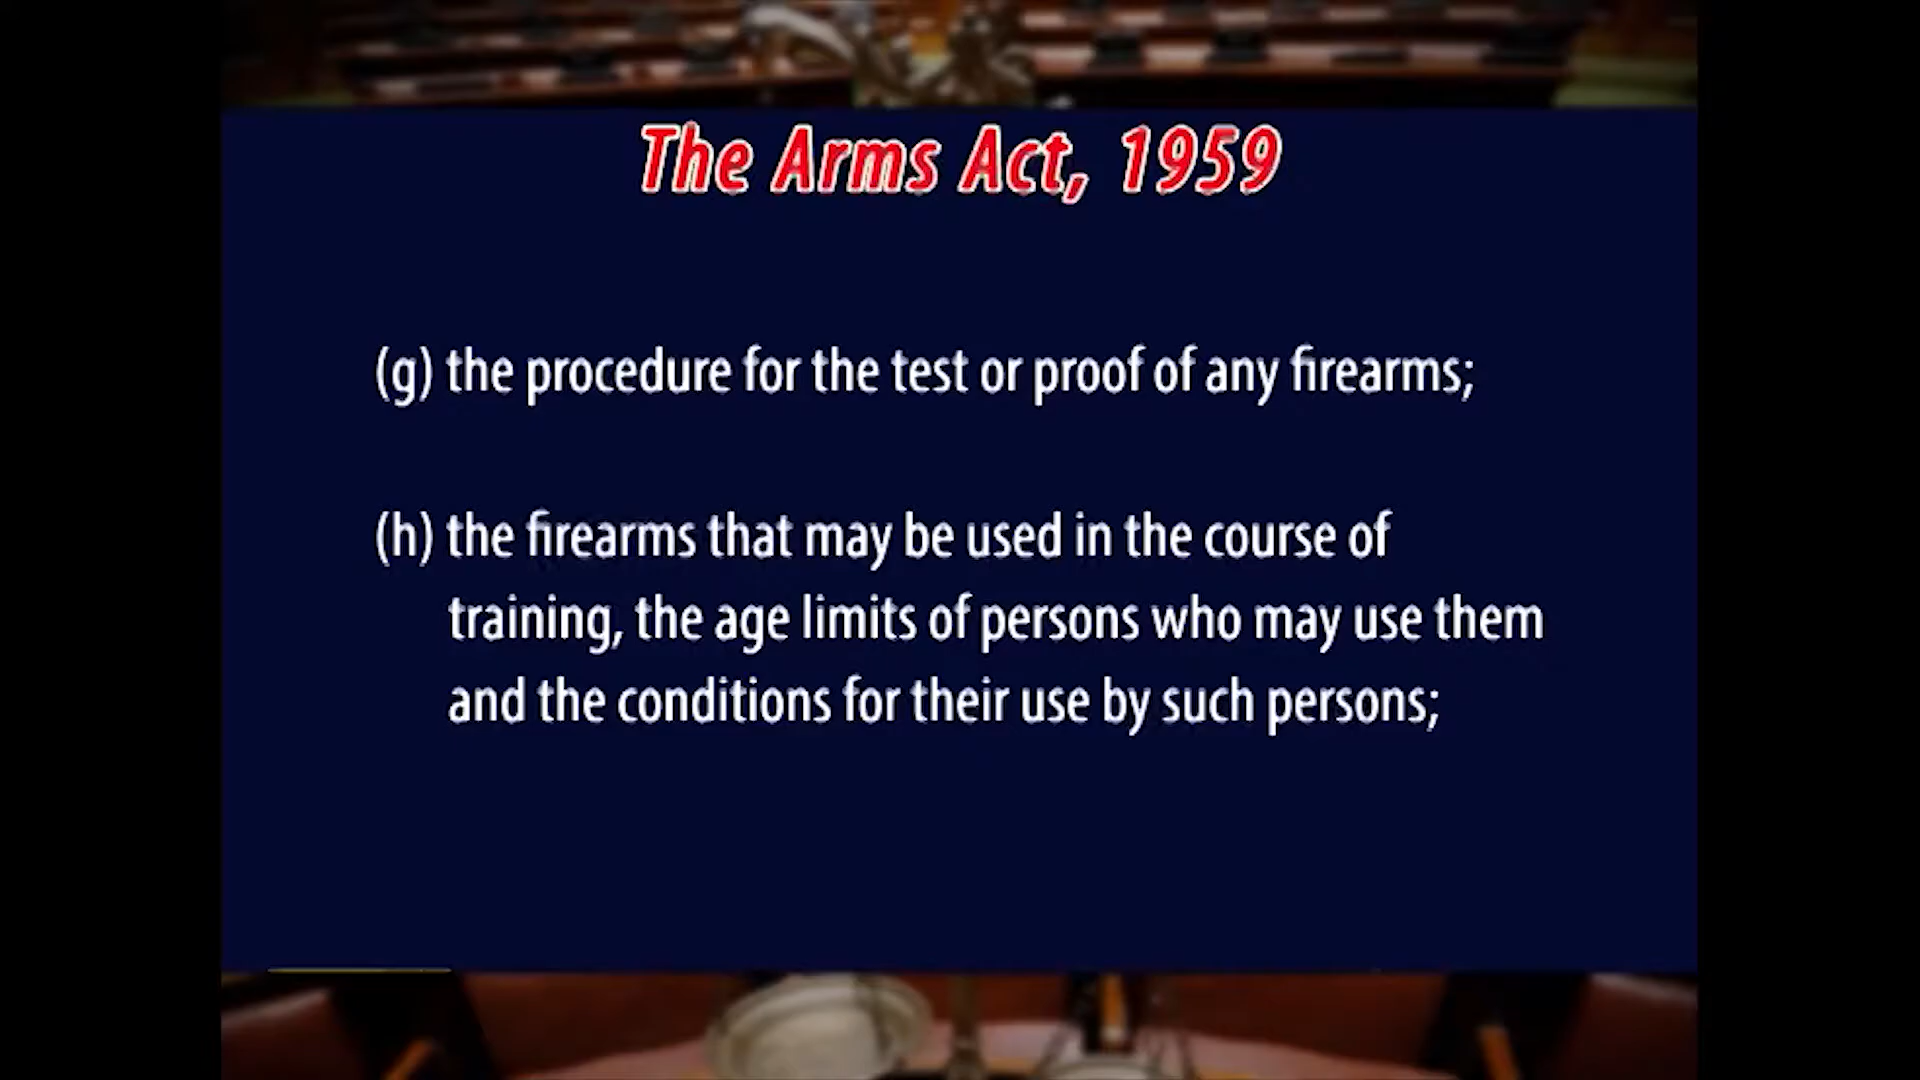 The Arms Act, 1959
(g) the procedure for the test or proof of any firearms;
(h) the firearms that may be used in the course of
training, the age limits of persons who may use them
and the conditions for their use by such persons;